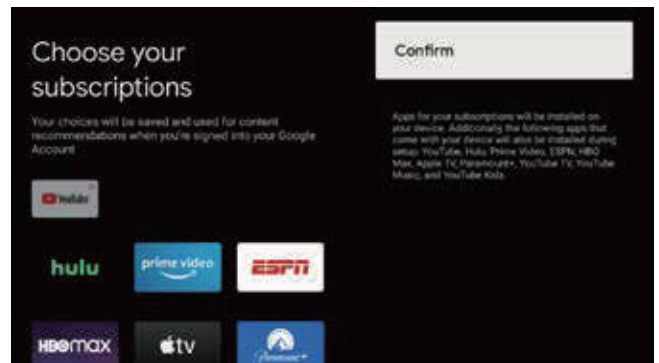 Choose your
subscriptions
Your choices will be saved and used for content
recommendations when you're signed into your Google
Account
YouTube
hulu
prime video
ESPN
HBOmax
tv
Paramount+
Confirm
Apps for your subscriptions will be installed on
your device. Additionally the following apps that
come with your device will also be installed during
setup: YouTube, Hulu, Prime Video, ESPN, HBO
Max, Apple TV, Paramount+, YouTube TV, YouTube
Music, and YouTube Kids